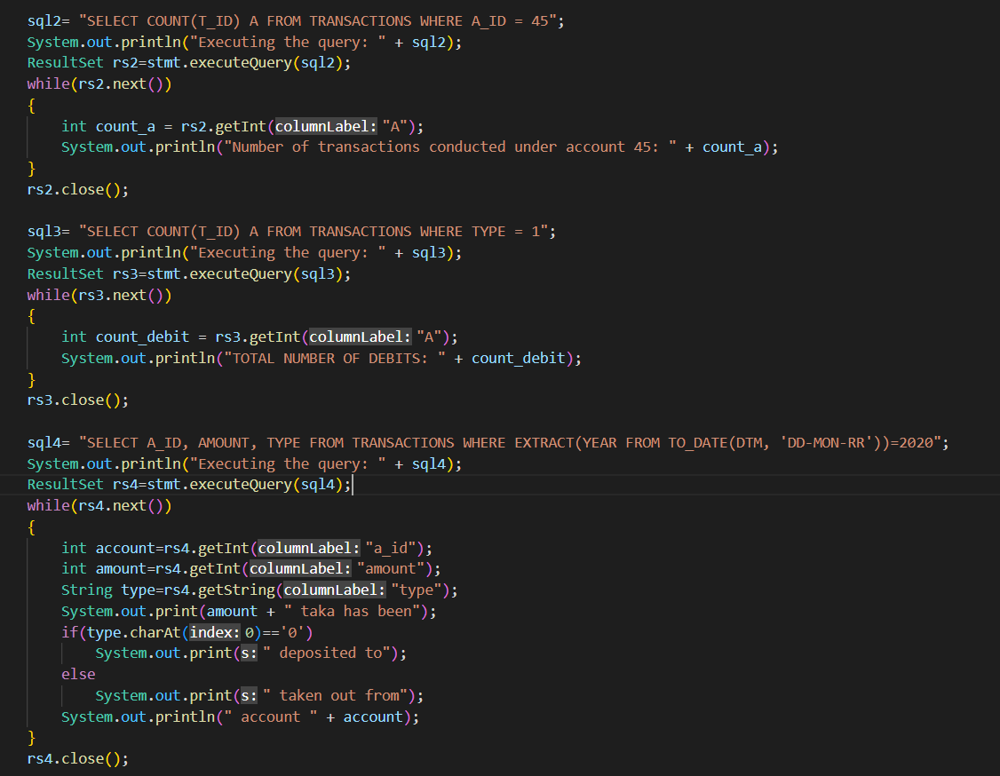 sql2= "SELECT COUNT(T_ID) A FROM TRANSACTIONS WHERE A_ID = 45";
System.out.println("Executing the query: " + sql2);
ResultSet rs2=stmt.executeQuery(sql2);
while(rs2.next())
{
    int count_a = rs2.getInt(columnLabel: "A");
    System.out.println("Number of transactions conducted under account 45: " + count_a);
}
rs2.close();

sql3= "SELECT COUNT(T_ID) A FROM TRANSACTIONS WHERE TYPE = 1";
System.out.println("Executing the query: " + sql3);
ResultSet rs3=stmt.executeQuery(sql3);
while(rs3.next())
{
    int count_debit = rs3.getInt(columnLabel: "A");
    System.out.println("TOTAL NUMBER OF DEBITS: " + count_debit);
}
rs3.close();

sql4= "SELECT A_ID, AMOUNT, TYPE FROM TRANSACTIONS WHERE EXTRACT(YEAR FROM TO_DATE(DTM, 'DD-MON-RR'))=2020";
System.out.println("Executing the query: " + sql4);
ResultSet rs4=stmt.executeQuery(sql4);
while(rs4.next())
{
    int account=rs4.getInt(columnLabel: "a_id");
    int amount=rs4.getInt(columnLabel: "amount");
    String type=rs4.getString(columnLabel: "type");
    System.out.print(amount + " taka has been");
    if(type.charAt(index: 0)=='0')
        System.out.print(s: " deposited to");
    else
        System.out.print(s: " taken out from");
    System.out.println(" account " + account);
}
rs4.close();